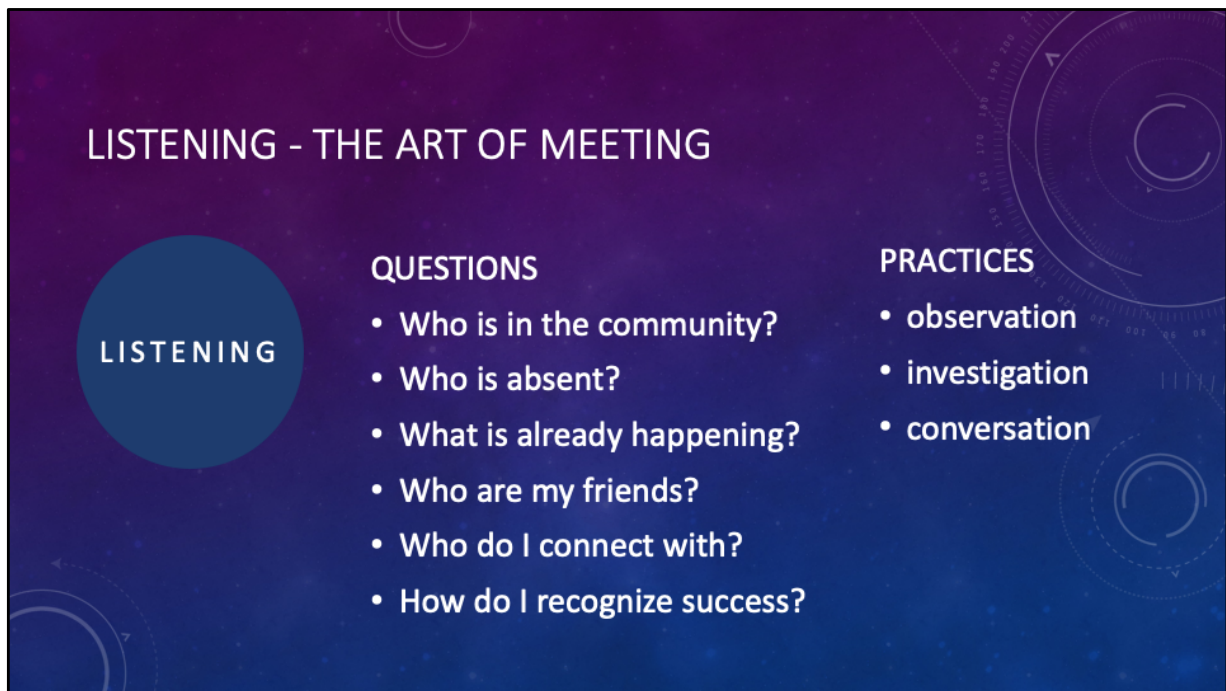 LISTENING - THE ART OF MEETING
LISTENING
QUESTIONS
• Who is in the community?
• Who is absent?
• What is already happening?
• Who are my friends?
• Who do I connect with?
• How do I recognize success?
PRACTICES
• observation
• investigation
• conversation